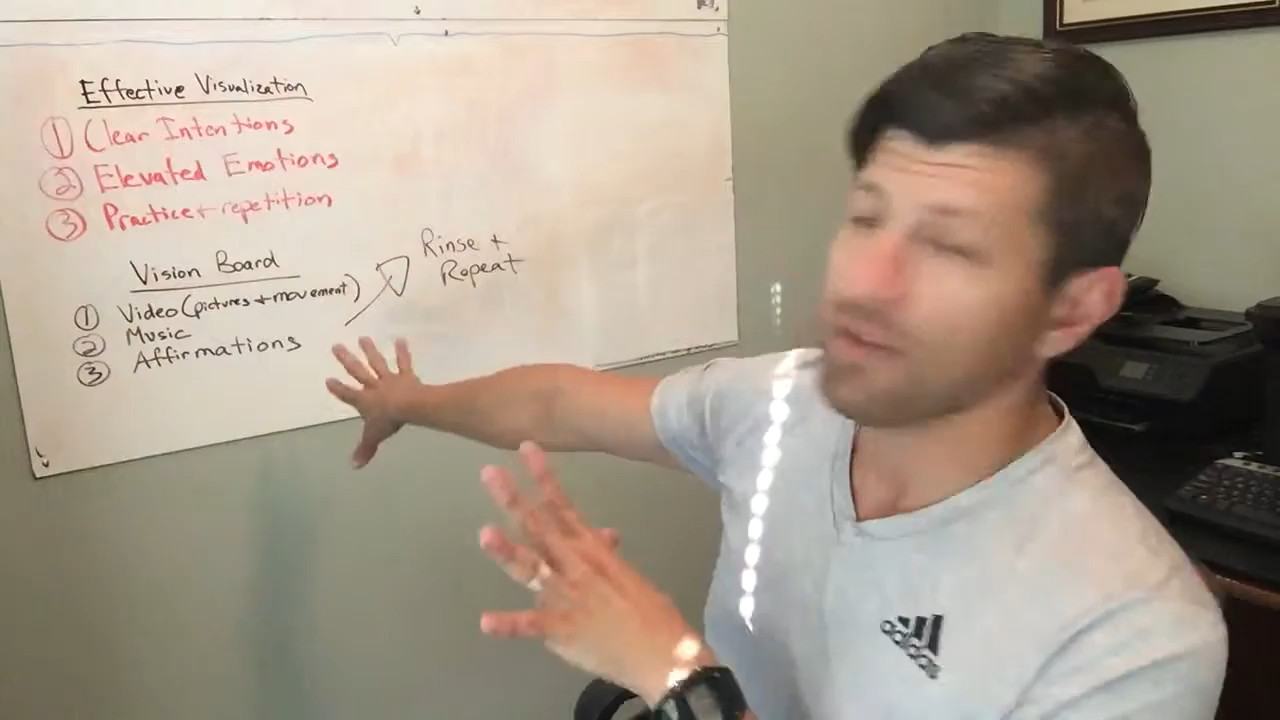 Effective Visualization
① Clear Intentions
② Elevated Emotions
③ Practice + repetition
Vision Board
① Video (pictures + movement)
② Music
③ Affirmations
Rinse +
Repeat
adidas